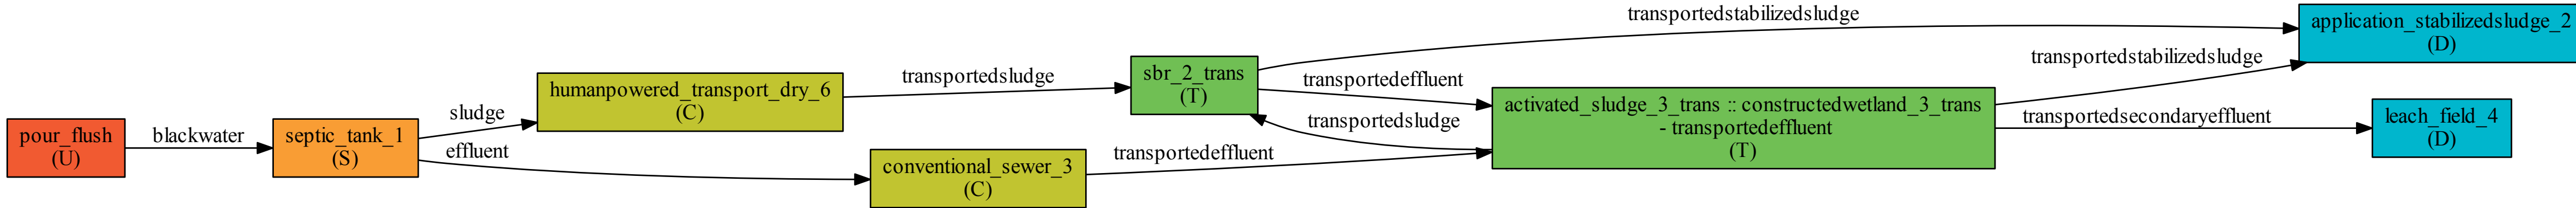 pour_flush
(U)
blackwater
septic_tank_1
(S)
sludge
effluent
humanpowered_transport_dry_6
(C)
conventional_sewer_3
(C)
transportedsludge
transportedeffluent
sbr_2_trans
(T)
transportedstabilizedsludge
transportedeffluent
transportedsludge
activated_sludge_3_trans :: constructedwetland_3_trans
- transportedeffluent
(T)
transportedstabilizedsludge
transportedsecondaryeffluent
application_stabilizedsludge_2
(D)
leach_field_4
(D)